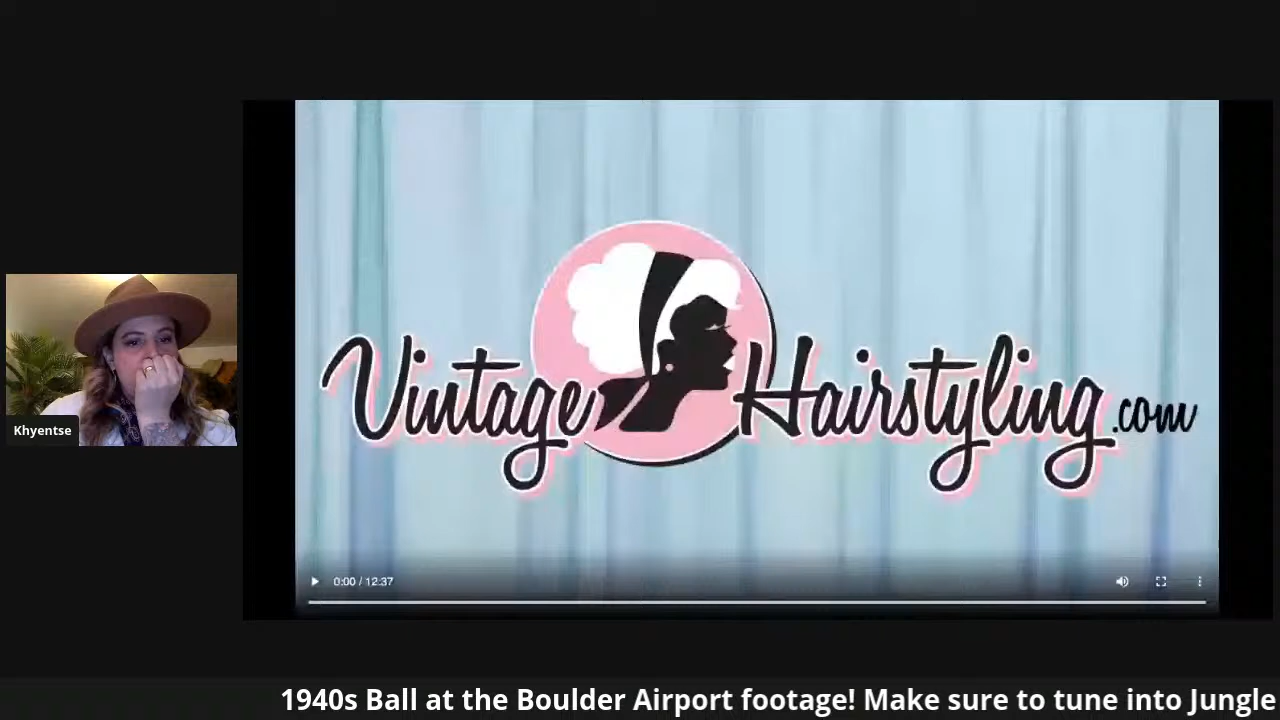 Vintage Hairstyling.com
Khyentse
0:00 / 12:37
1940s Ball at the Boulder Airport footage! Make sure to tune into Jungle